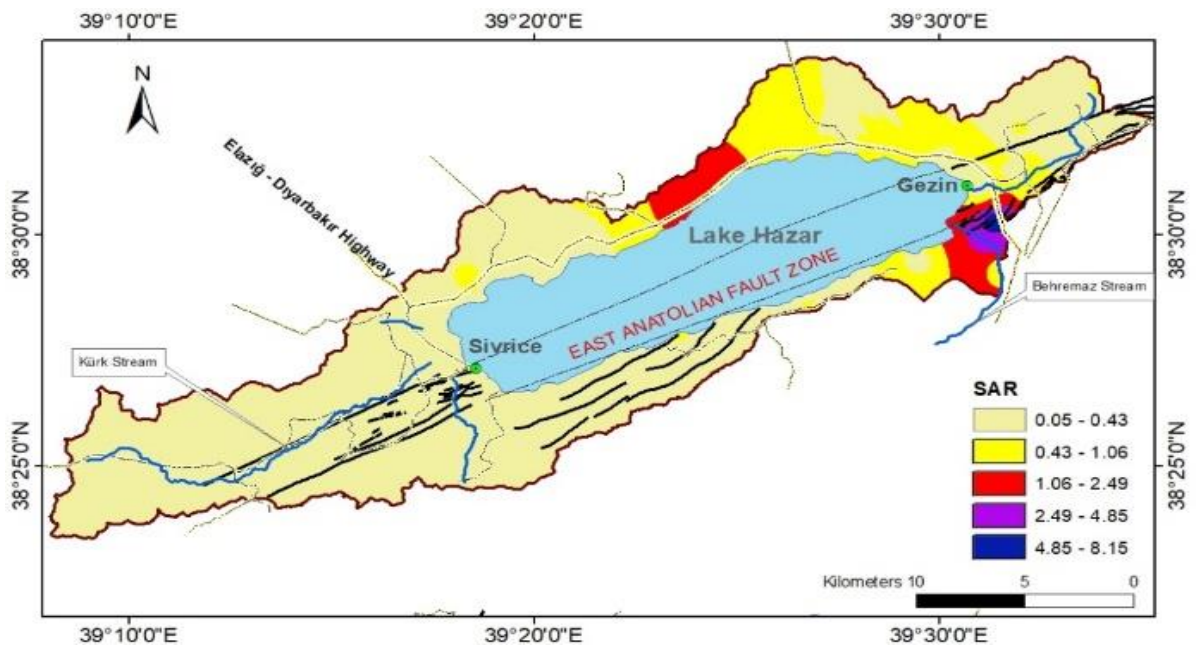 39°10'0"E 39°20'0"E 39°30'0"E
N
Elazığ - Dıyarbakır Highway
Gezin
38°30'0"N
Lake Hazar
38°30'0"N
EAST ANATOLIAN FAULT ZONE
Behremaz Stream
Sivrice
Kürk Stream
SAR
0.05 - 0.43
0.43 - 1.06
38°25'0"N
38°25'0"N
1.06 - 2.49
2.49 - 4.85
4.85 - 8.15
Kilometers 10 5 0
39°10'0"E 39°20'0"E 39°30'0"E